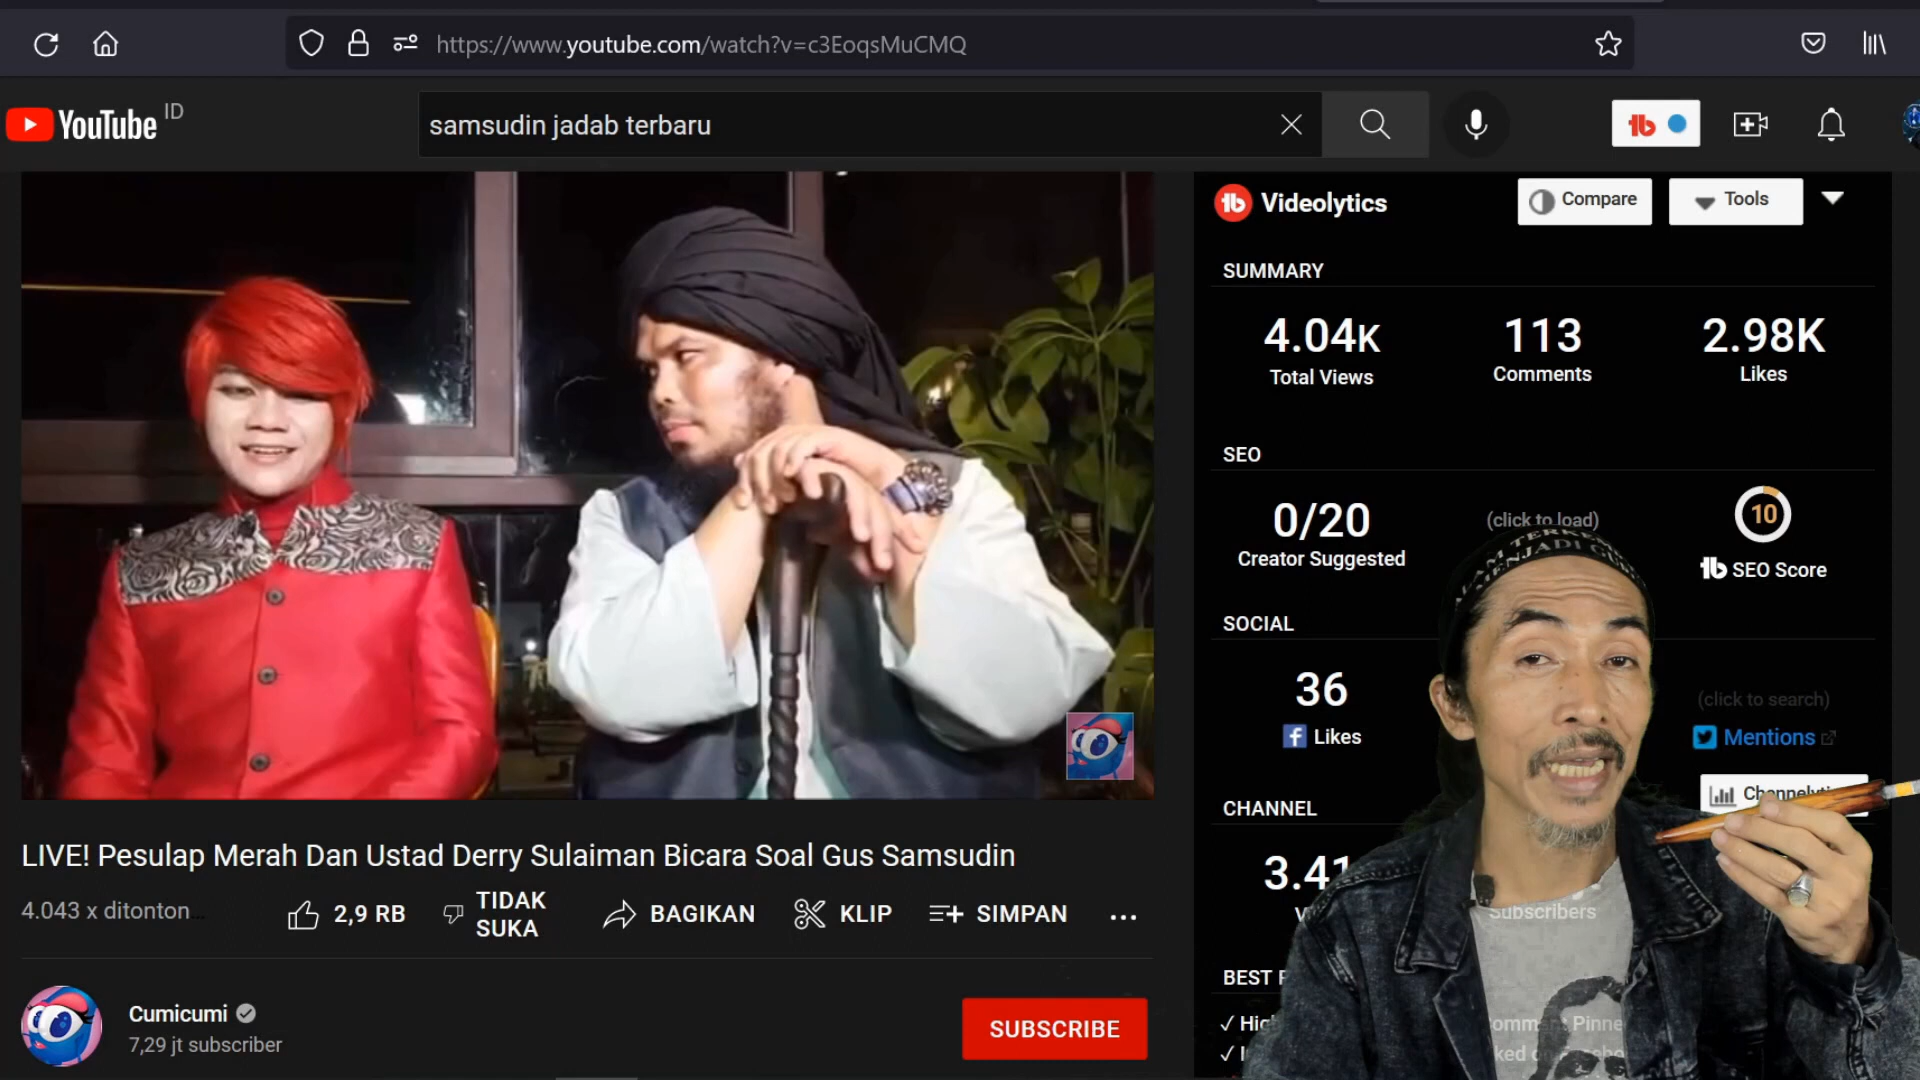 https://www.youtube.com/watch?v=c3EoqsMuCMQ
YouTube ID
samsudin jadab terbaru
Videolytics
Compare
Tools
SUMMARY
4.04K
113
2.98K
Total Views
Comments
Likes
SEO
0/20
(click to load)
10
Creator Suggested
SEO Score
SOCIAL
36
(click to search)
Likes
Mentions
CHANNEL
3.41
Subscribers
BEST
LIVE! Pesulap Merah Dan Ustad Derry Sulaiman Bicara Soal Gus Samsudin
4.043 x ditonton...
2,9 RB
TIDAK
SUKA
BAGIKAN
KLIP
SIMPAN
Cumicumi
7,29 jt subscriber
SUBSCRIBE